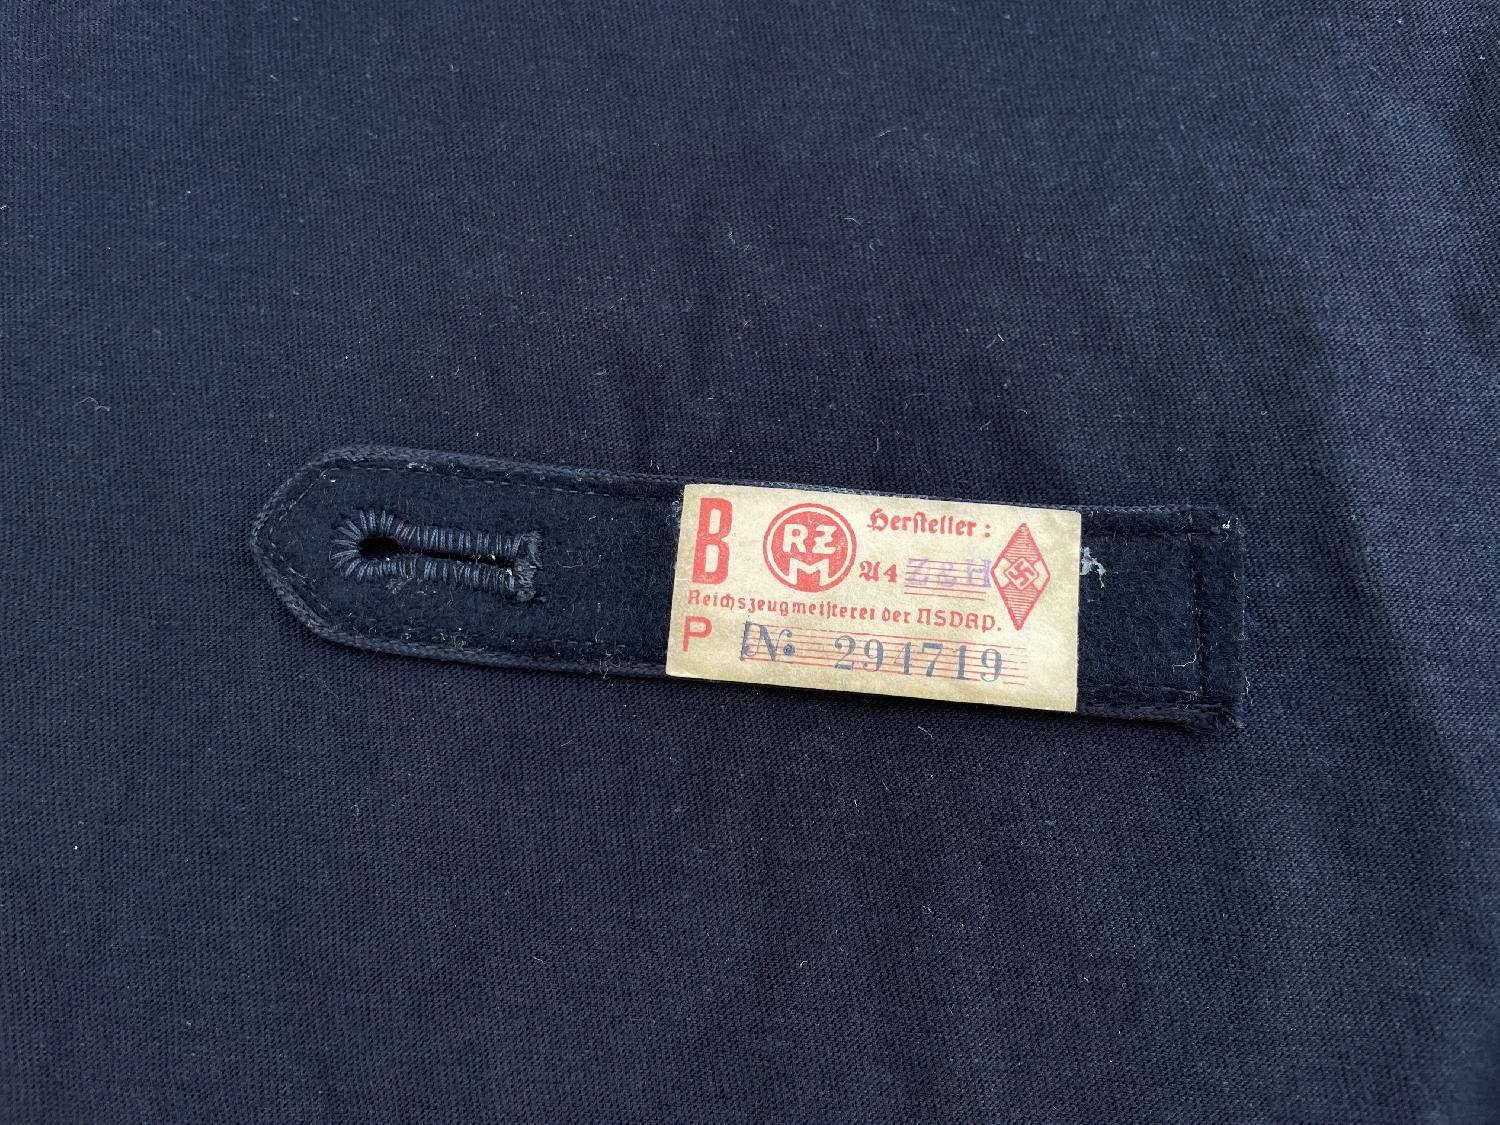 B RZM Hersteller:
A4 Z&H
Reichszeugmeisterei der NSDAP.
P No. 294719